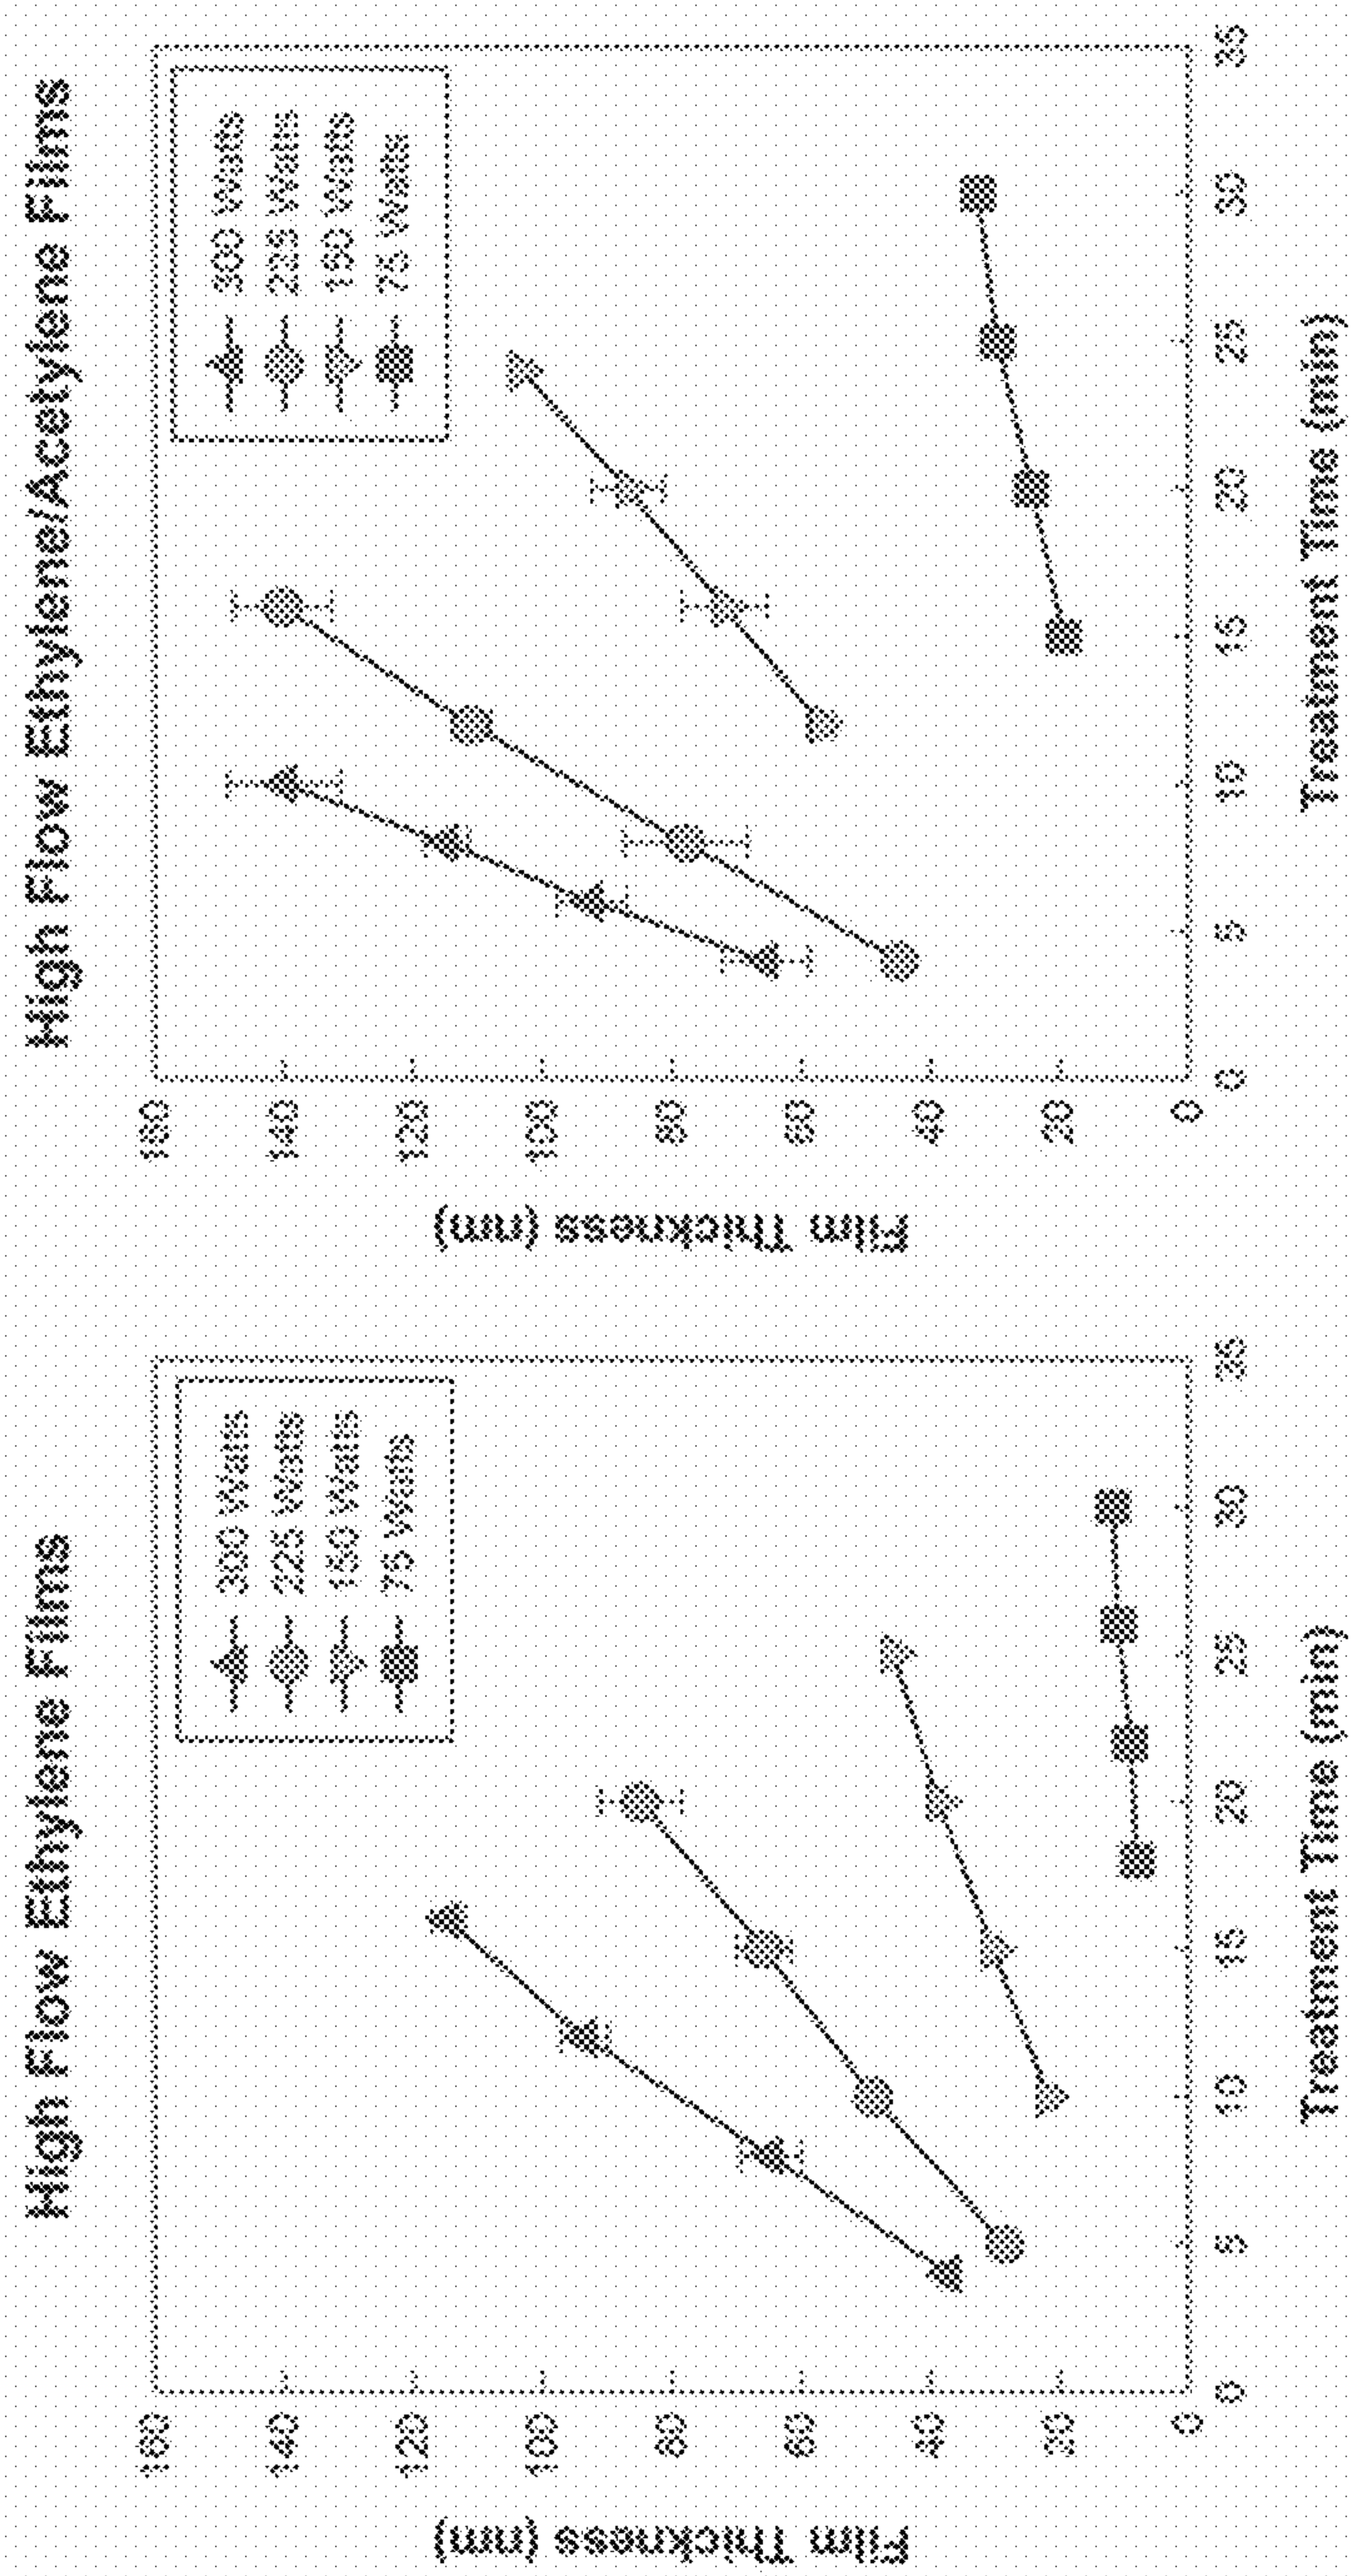 High Flow Ethylene Films
Film Thickness (nm)
160
140
120
100
80
60
40
20
0
300 Watts
225 Watts
150 Watts
75 Watts
0 5 10 15 20 25 30 35
Treatment Time (min)
High Flow Ethylene/Acetylene Films
Film Thickness (nm)
160
140
120
100
80
60
40
20
0
300 Watts
225 Watts
150 Watts
75 Watts
0 5 10 15 20 25 30 35
Treatment Time (min)